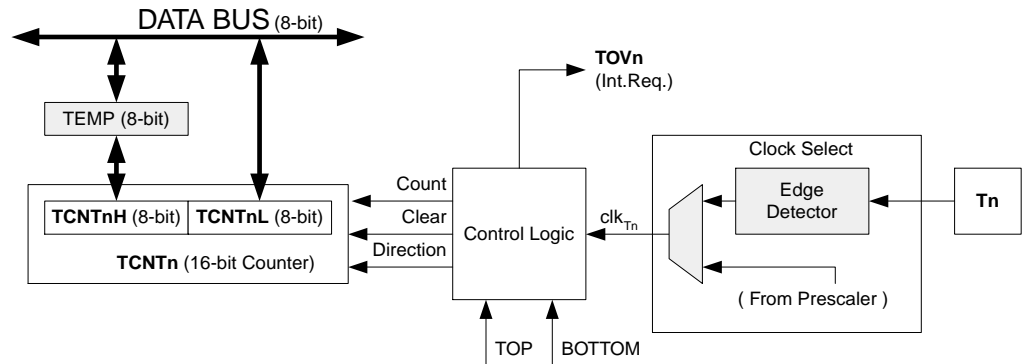 DATA BUS (8-bit)
TOVn
(Int.Req.)
TEMP (8-bit)
Clock Select
Count
Edge
Detector
Tn
TCNTnH (8-bit) TCNTnL (8-bit)
Clear
Control Logic
clkTn
TCNTn (16-bit Counter)
Direction
( From Prescaler )
TOP
BOTTOM